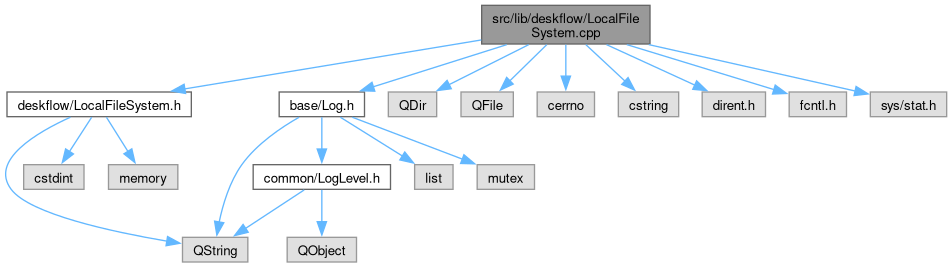 src/lib/deskflow/LocalFile
System.cpp
deskflow/LocalFileSystem.h
base/Log.h
QDir
QFile
cerrno
cstring
dirent.h
fcntl.h
sys/stat.h
cstdint
memory
common/LogLevel.h
list
mutex
QString
QObject